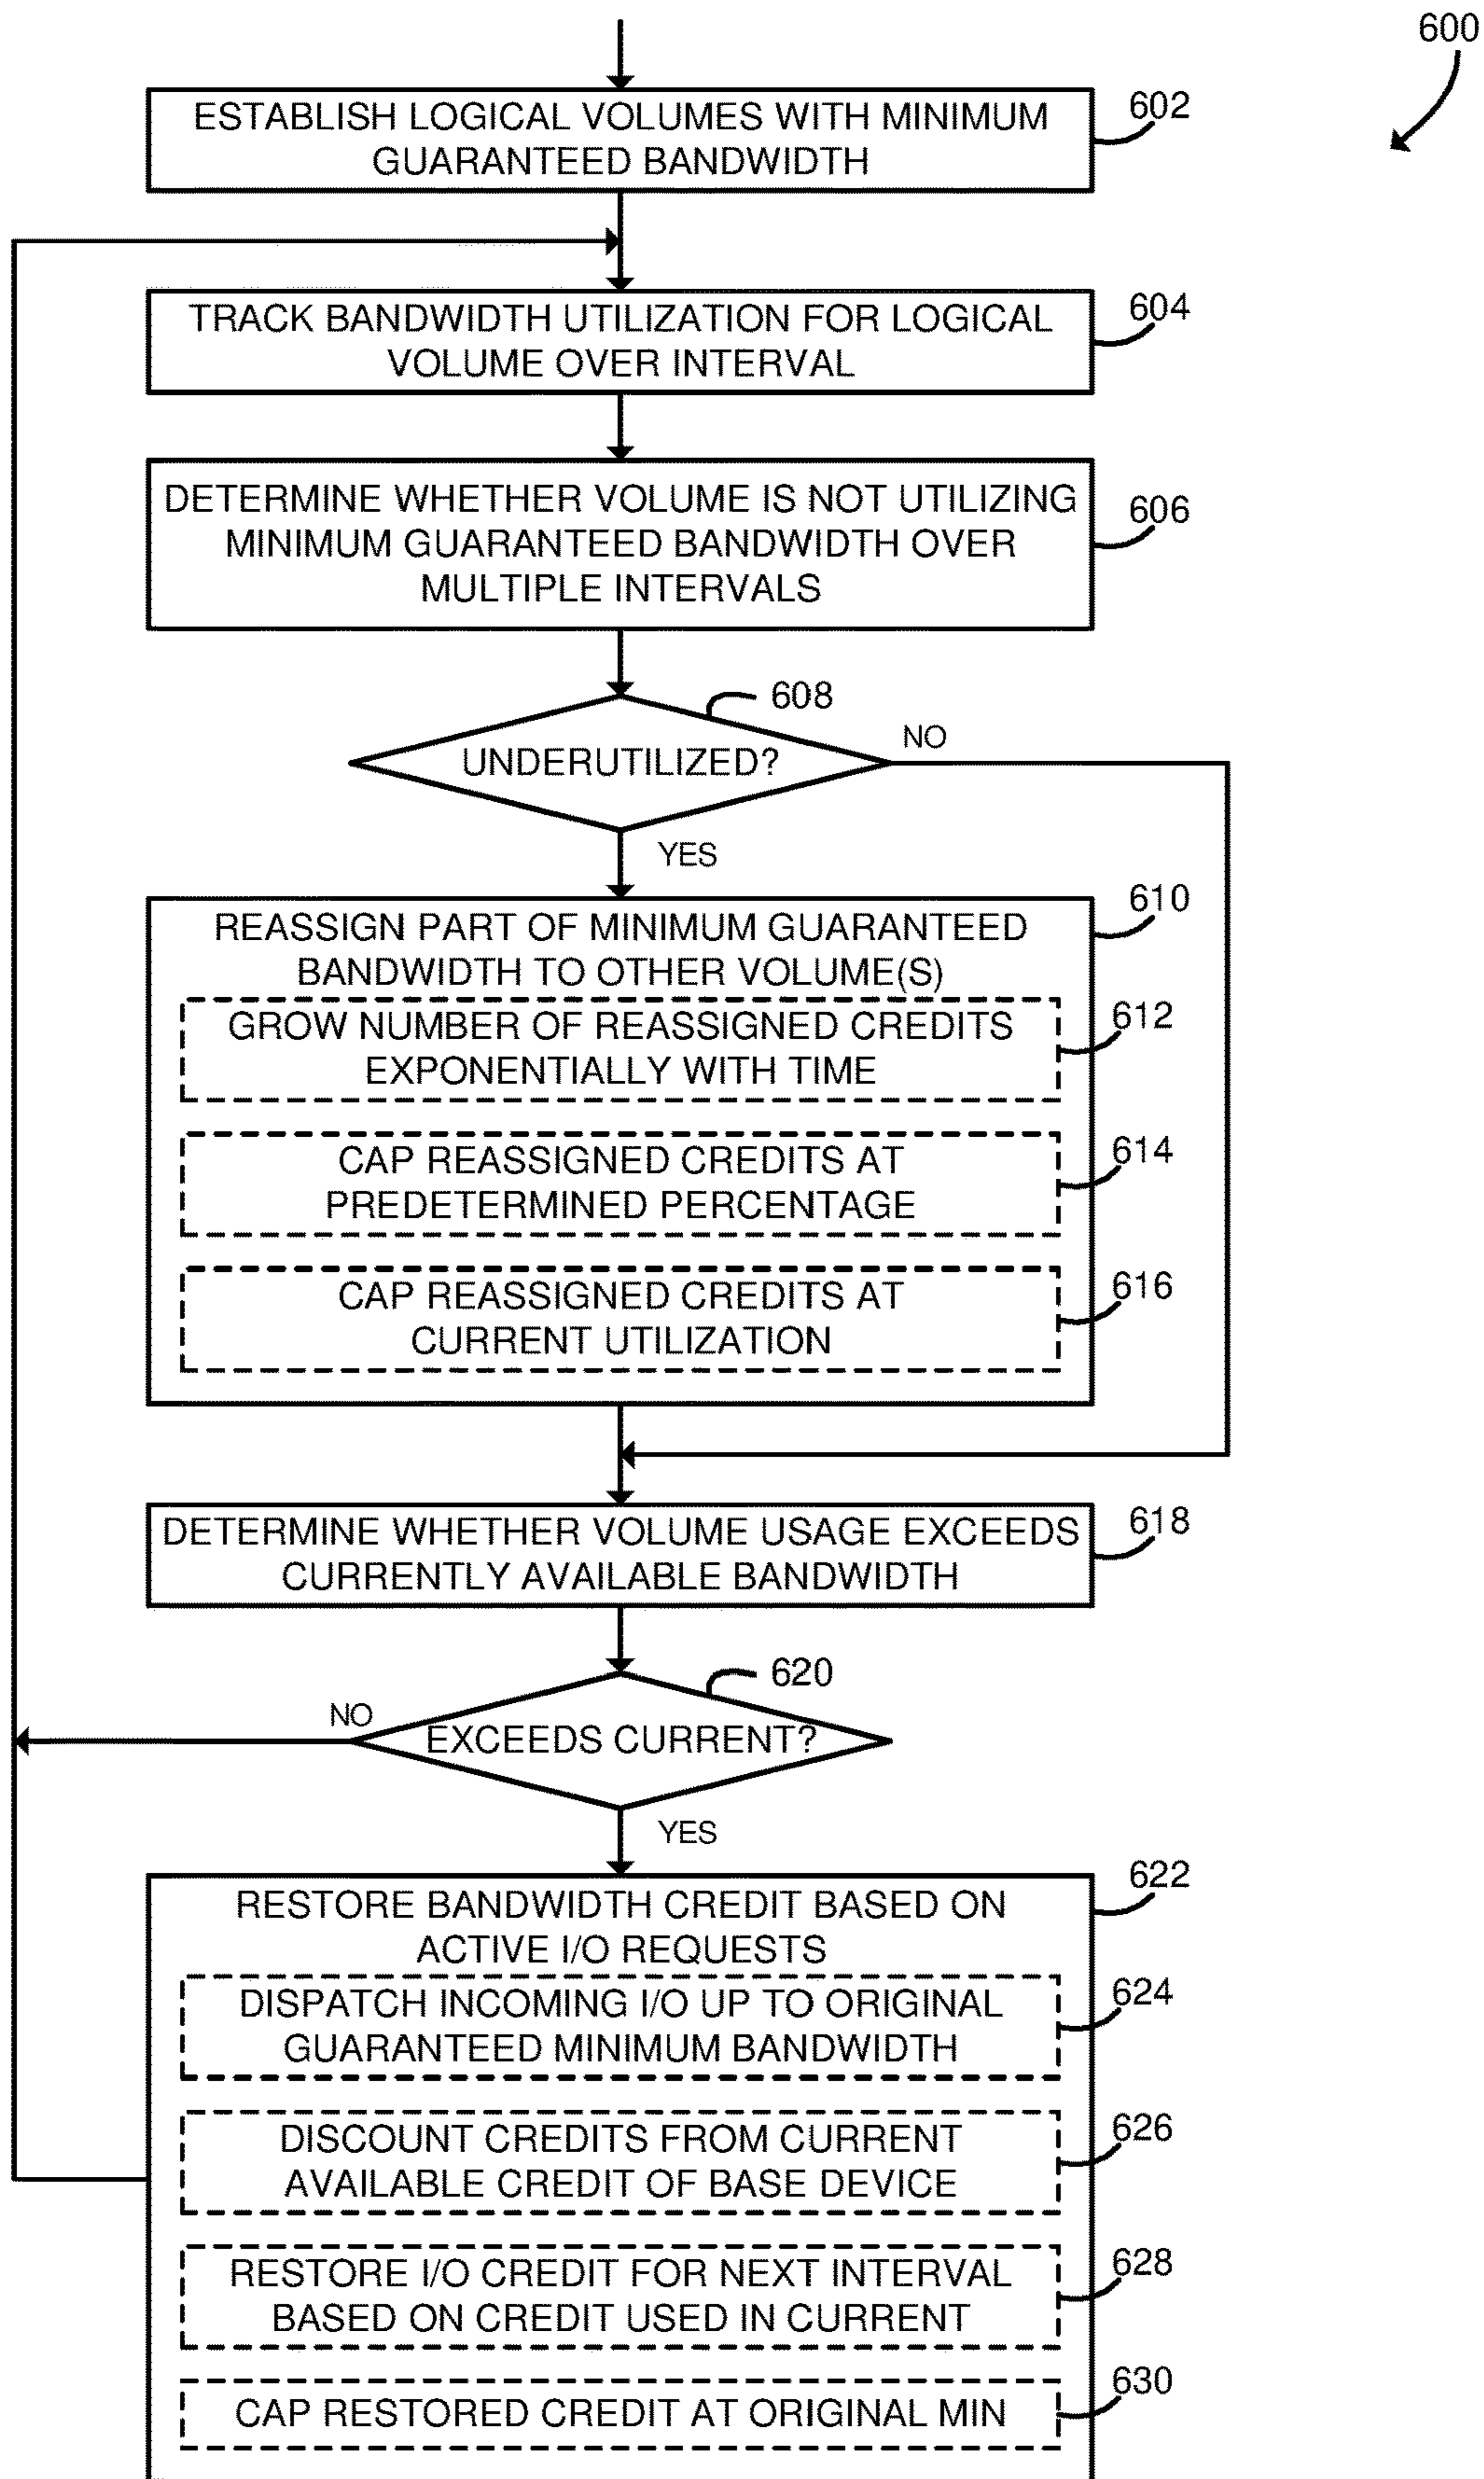 600
ESTABLISH LOGICAL VOLUMES WITH MINIMUM
GUARANTEED BANDWIDTH
602
TRACK BANDWIDTH UTILIZATION FOR LOGICAL
VOLUME OVER INTERVAL
604
DETERMINE WHETHER VOLUME IS NOT UTILIZING
MINIMUM GUARANTEED BANDWIDTH OVER
MULTIPLE INTERVALS
606
608
UNDERUTILIZED?
NO
YES
REASSIGN PART OF MINIMUM GUARANTEED
BANDWIDTH TO OTHER VOLUME(S)
610
GROW NUMBER OF REASSIGNED CREDITS
EXPONENTIALLY WITH TIME
612
CAP REASSIGNED CREDITS AT
PREDETERMINED PERCENTAGE
614
CAP REASSIGNED CREDITS AT
CURRENT UTILIZATION
616
DETERMINE WHETHER VOLUME USAGE EXCEEDS
CURRENTLY AVAILABLE BANDWIDTH
618
620
NO
EXCEEDS CURRENT?
YES
RESTORE BANDWIDTH CREDIT BASED ON
ACTIVE I/O REQUESTS
622
DISPATCH INCOMING I/O UP TO ORIGINAL
GUARANTEED MINIMUM BANDWIDTH
624
DISCOUNT CREDITS FROM CURRENT
AVAILABLE CREDIT OF BASE DEVICE
626
RESTORE I/O CREDIT FOR NEXT INTERVAL
BASED ON CREDIT USED IN CURRENT
628
CAP RESTORED CREDIT AT ORIGINAL MIN
630